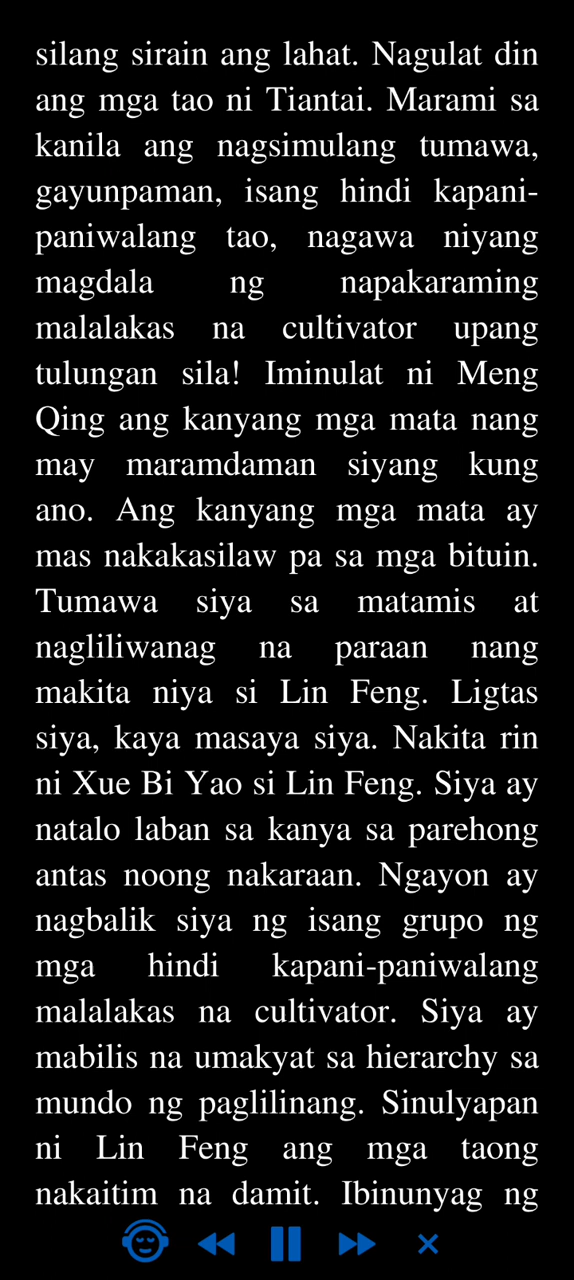 silang sirain ang lahat. Nagulat din
ang mga tao ni Tiantai. Marami sa
kanila ang nagsimulang tumawa,
gayunpaman, isang hindi kapani-
paniwalang tao, nagawa niyang
magdala ng napakaraming
malalakas na cultivator upang
tulungan sila! Iminulat ni Meng
Qing ang kanyang mga mata nang
may maramdaman siyang kung
ano. Ang kanyang mga mata ay
mas nakakasilaw pa sa mga bituin.
Tumawa siya sa matamis at
nagliliwanag na paraan nang
makita niya si Lin Feng. Ligtas
siya, kaya masaya siya. Nakita rin
ni Xue Bi Yao si Lin Feng. Siya ay
natalo laban sa kanya sa parehong
antas noong nakaraan. Ngayon ay
nagbalik siya ng isang grupo ng
mga hindi kapani-paniwalang
malalakas na cultivator. Siya ay
mabilis na umakyat sa hierarchy sa
mundo ng paglilinang. Sinulyapan
ni Lin Feng ang mga taong
nakaitim na damit. Ibinunyag ng